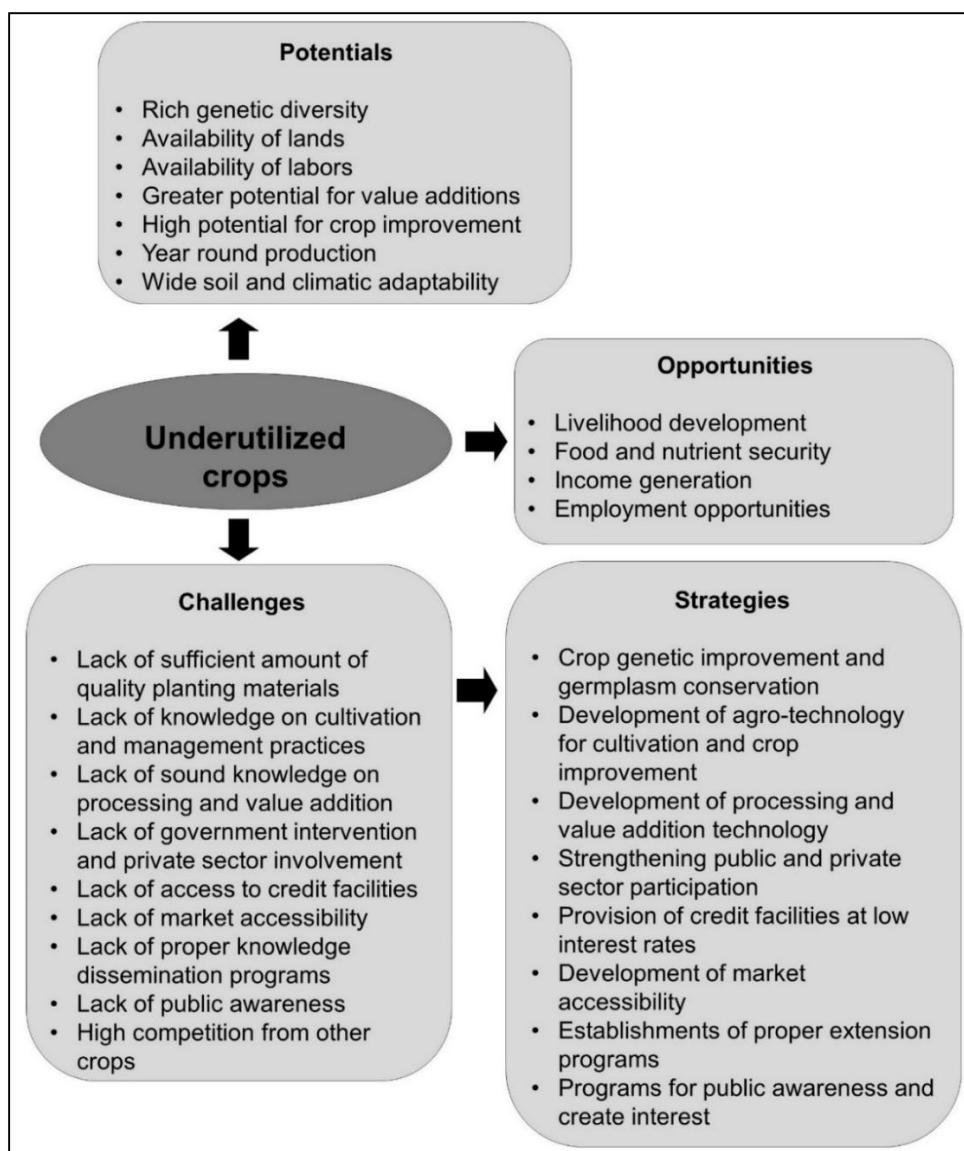 Potentials
• Rich genetic diversity
• Availability of lands
• Availability of labors
• Greater potential for value additions
• High potential for crop improvement
• Year round production
• Wide soil and climatic adaptability
Underutilized
crops
Opportunities
• Livelihood development
• Food and nutrient security
• Income generation
• Employment opportunities
Challenges
• Lack of sufficient amount of
quality planting materials
• Lack of knowledge on cultivation
and management practices
• Lack of sound knowledge on
processing and value addition
• Lack of government intervention
and private sector involvement
• Lack of access to credit facilities
• Lack of market accessibility
• Lack of proper knowledge
dissemination programs
• Lack of public awareness
• High competition from other
crops
Strategies
• Crop genetic improvement and
germplasm conservation
• Development of agro-technology
for cultivation and crop
improvement
• Development of processing and
value addition technology
• Strengthening public and private
sector participation
• Provision of credit facilities at low
interest rates
• Development of market
accessibility
• Establishments of proper extension
programs
• Programs for public awareness and
create interest